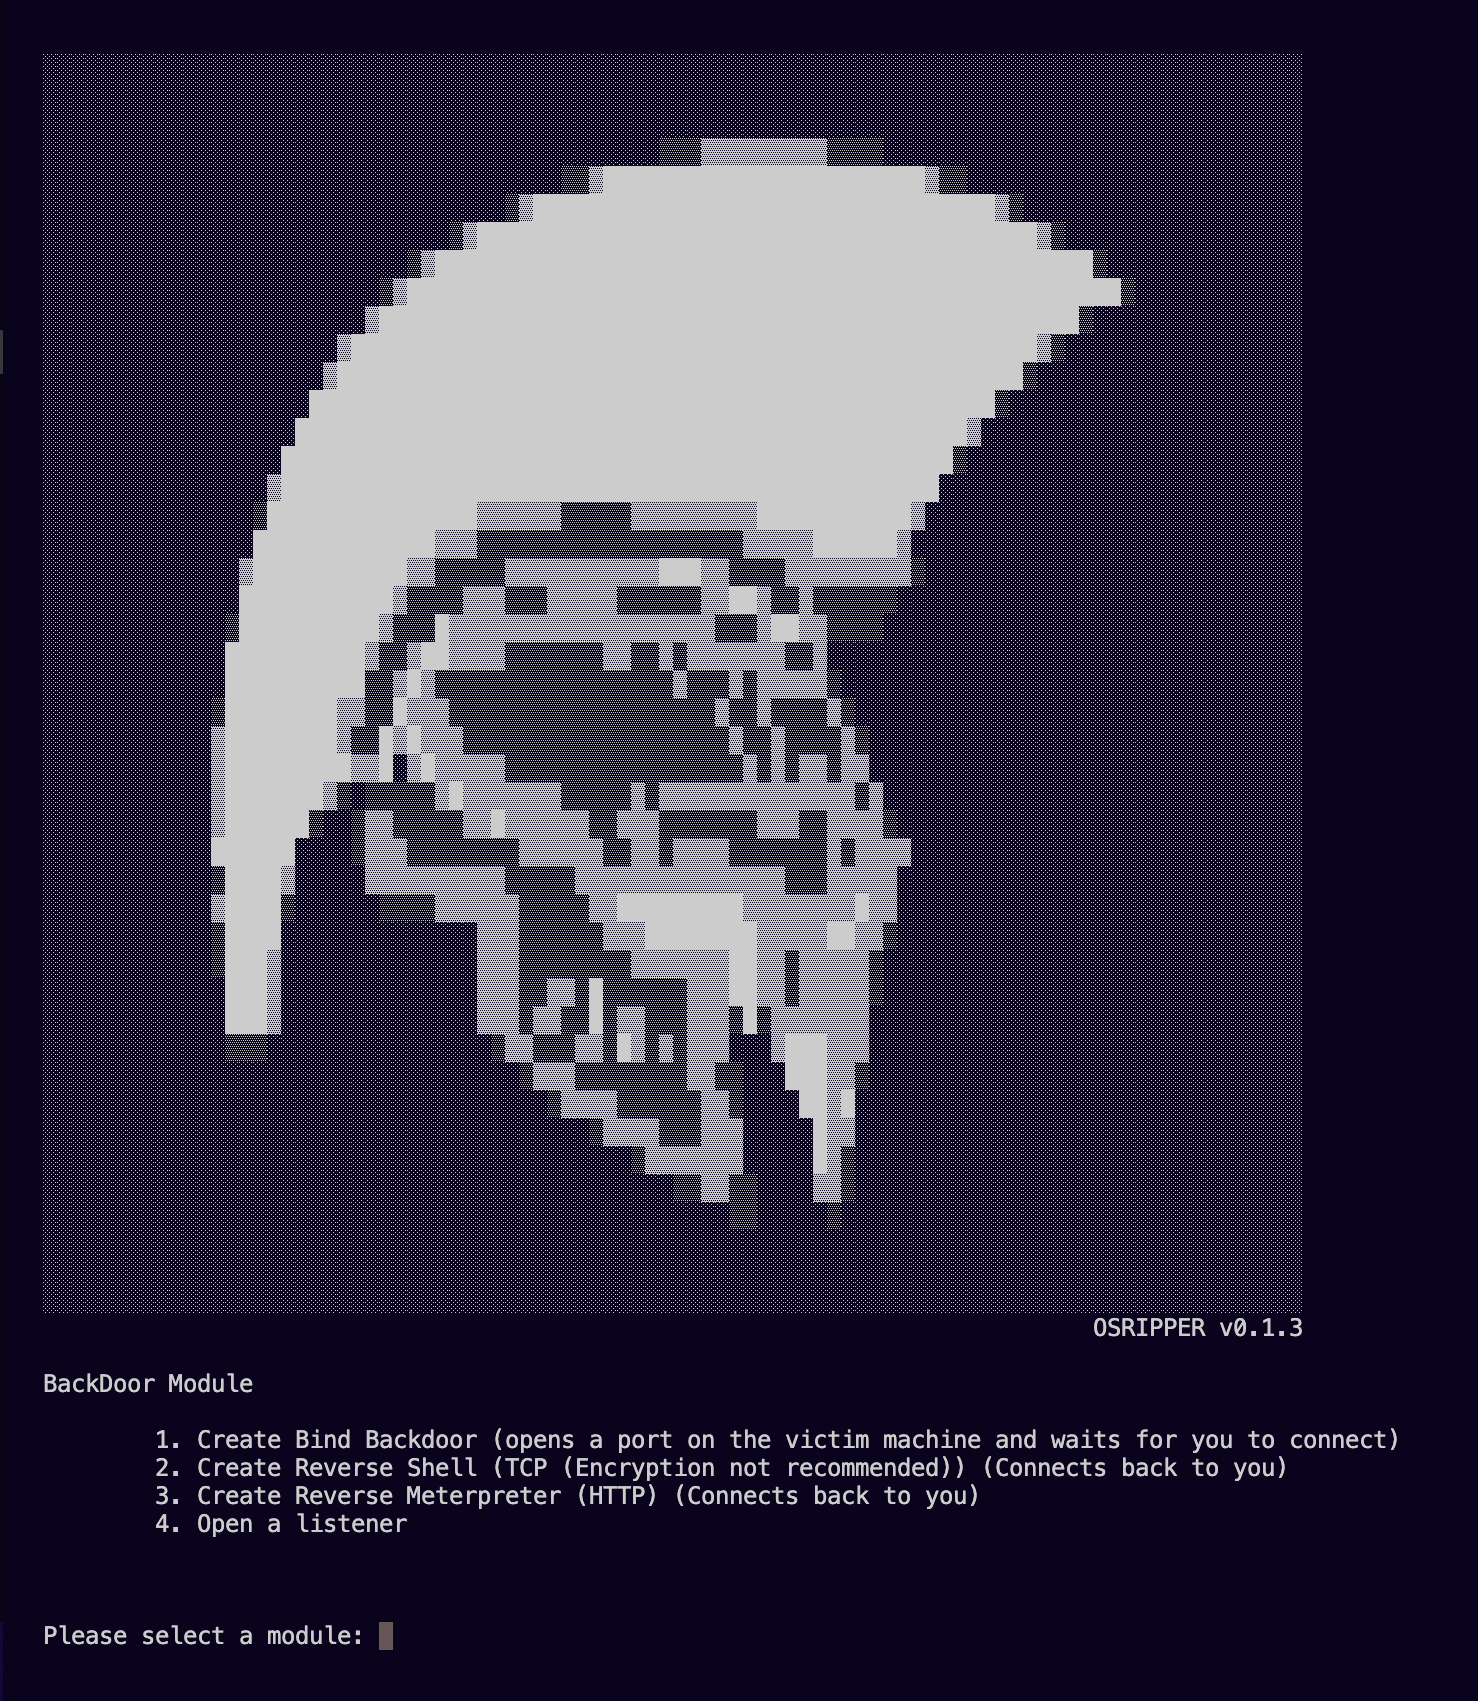 OSRIPPER v0.1.3
BackDoor Module
1. Create Bind Backdoor (opens a port on the victim machine and waits for you to connect)
2. Create Reverse Shell (TCP (Encryption not recommended)) (Connects back to you)
3. Create Reverse Meterpreter (HTTP) (Connects back to you)
4. Open a listener
Please select a module: